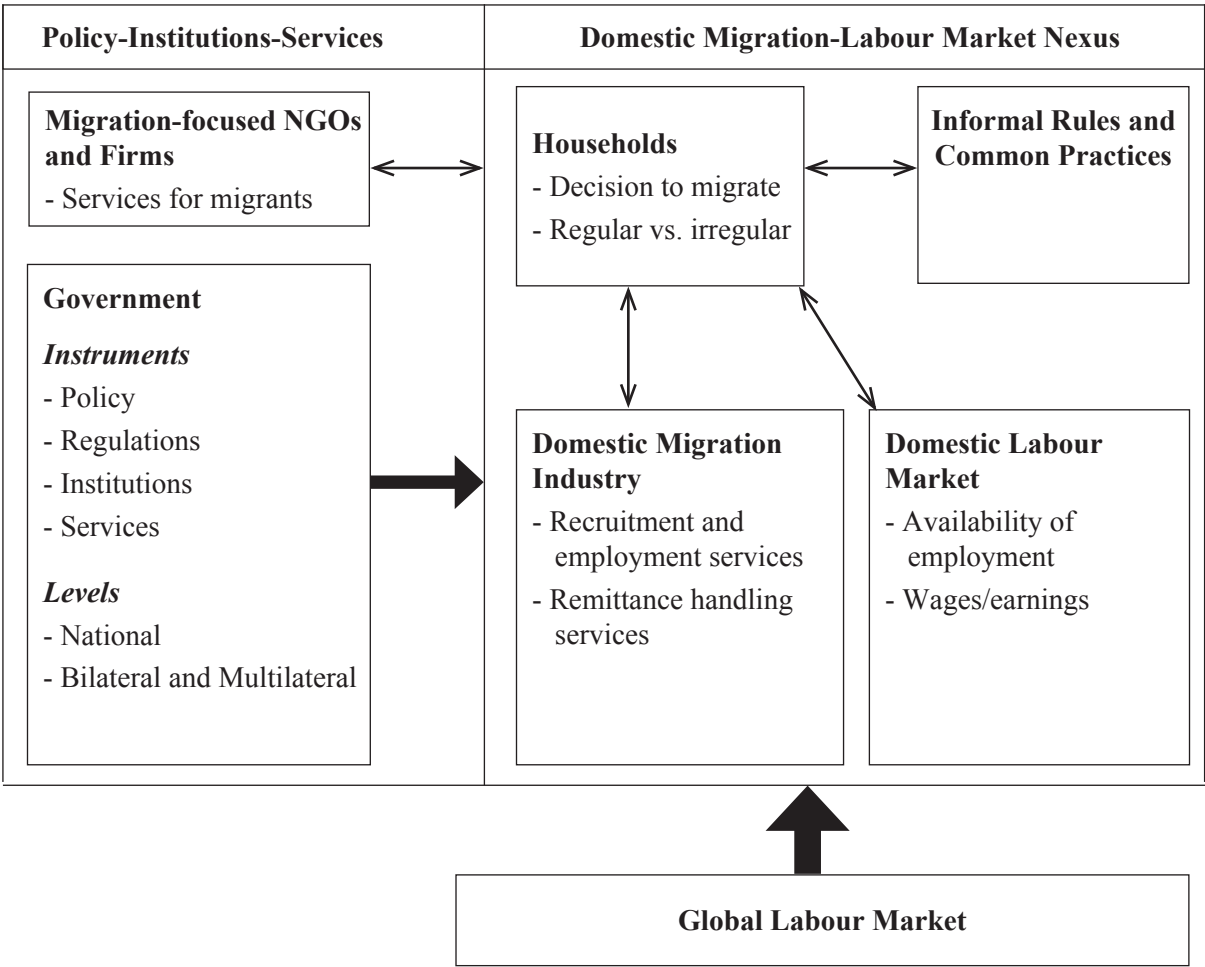 Policy-Institutions-Services
Domestic Migration-Labour Market Nexus
Migration-focused NGOs
and Firms
- Services for migrants
Government
Instruments
- Policy
- Regulations
- Institutions
- Services
Levels
- National
- Bilateral and Multilateral
Households
- Decision to migrate
- Regular vs. irregular
Informal Rules and
Common Practices
Domestic Migration
Industry
- Recruitment and
employment services
- Remittance handling
services
Domestic Labour
Market
- Availability of
employment
- Wages/earnings
Global Labour Market